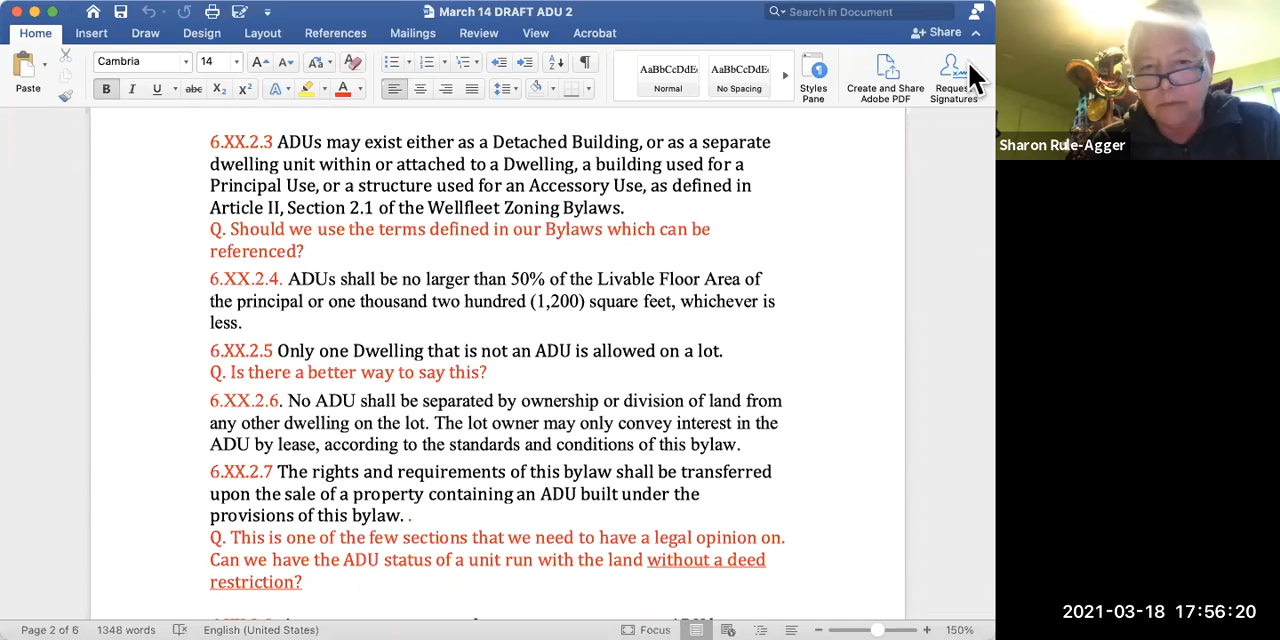 March 14 DRAFT ADU 2
Search in Document
Home Insert Draw Design Layout References Mailings Review View Acrobat Share
Paste
Cambria 14
AaBbCcDdE AaBbCcDdE
Normal No Spacing
Styles Pane
Create and Share Adobe PDF
Signatures
Sharon Rule-Agger
6.XX.2.3 ADUs may exist either as a Detached Building, or as a separate
dwelling unit within or attached to a Dwelling, a building used for a
Principal Use, or a structure used for an Accessory Use, as defined in
Article II, Section 2.1 of the Wellfleet Zoning Bylaws.
Q. Should we use the terms defined in our Bylaws which can be
referenced?
6.XX.2.4. ADUs shall be no larger than 50% of the Livable Floor Area of
the principal or one thousand two hundred (1,200) square feet, whichever is
less.
6.XX.2.5 Only one Dwelling that is not an ADU is allowed on a lot.
Q. Is there a better way to say this?
6.XX.2.6. No ADU shall be separated by ownership or division of land from
any other dwelling on the lot. The lot owner may only convey interest in the
ADU by lease, according to the standards and conditions of this bylaw.
6.XX.2.7 The rights and requirements of this bylaw shall be transferred
upon the sale of a property containing an ADU built under the
provisions of this bylaw. .
Q. This is one of the few sections that we need to have a legal opinion on.
Can we have the ADU status of a unit run with the land without a deed
restriction?
2021-03-18 17:56:20
Page 2 of 6 1348 words English (United States) Focus 150%